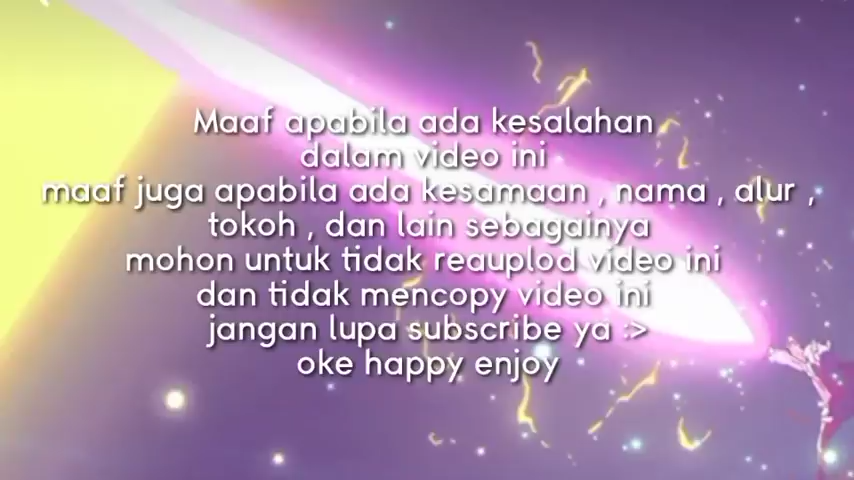 Maaf apabila ada kesalahan
dalam video ini
maaf juga apabila ada kesamaan , nama , alur ,
tokoh , dan lain sebagainya
mohon untuk tidak reauplod video ini
dan tidak mencopy video ini
jangan lupa subscribe ya :>
oke happy enjoy